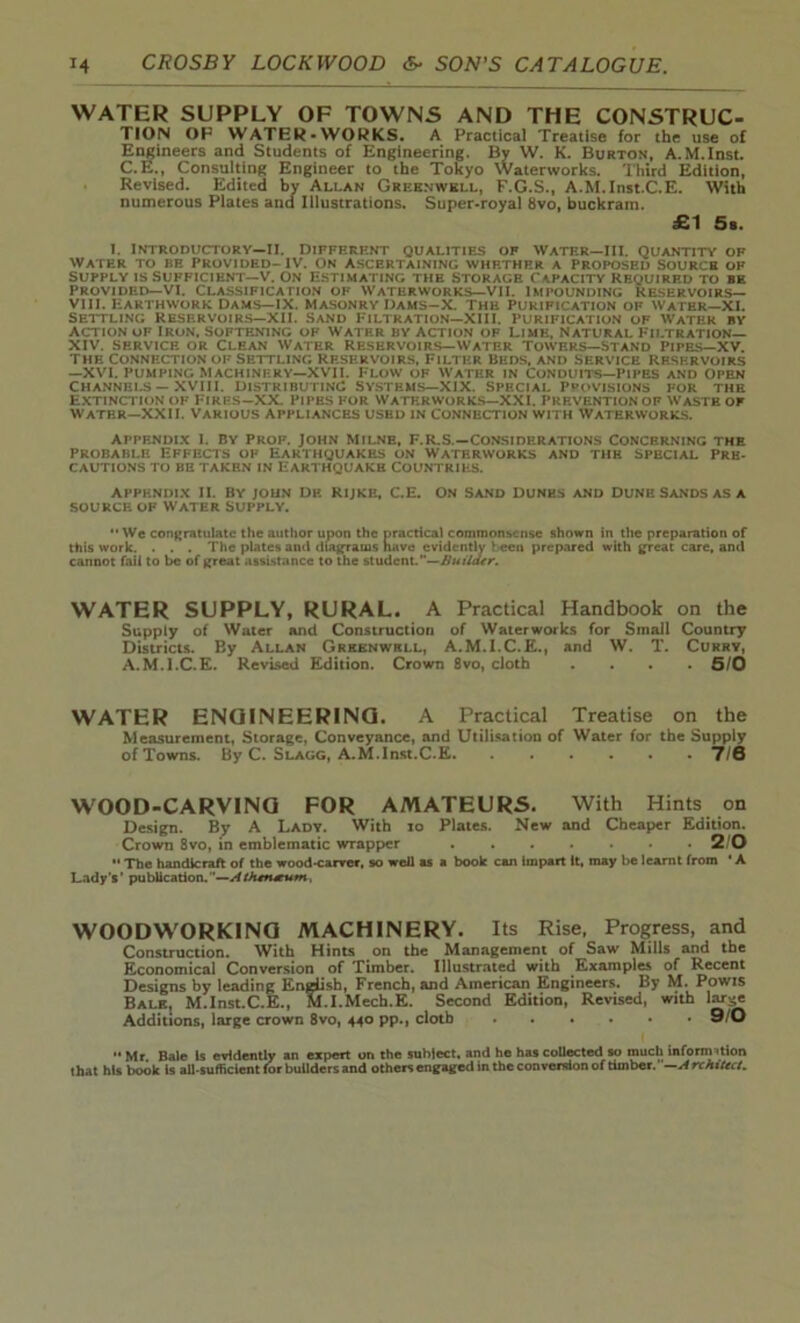 14 CROSBY LOCKWOOD & SON'S CATALOGUE.
WATER SUPPLY OF TOWNS AND THE CONSTRUC-
TION OF WATER-WORKS. A Practical Treatise for the use of
Engineers and Students of Engineering. By W. K. BURTON, A.M.Inst.
C.E., Consulting Engineer to the Tokyo Waterworks. Third Edition,
Revised. Edited by ALLAN GREENWELL, F.G.S., A.M.Inst.C.E. With
numerous Plates and Illustrations. Super-royal 8vo, buckram.
£1 5s.
I. INTRODUCTORY—II. DIFFERENT QUALITIES OF WATER—III. QUANTITY OF
WATER TO BE PROVIDED—IV. ON ASCERTAINING WHETHER A PROPOSED SOURCE OF
SUPPLY IS SUFFICIENT—V. ON ESTIMATING THE STORAGE CAPACITY REQUIRED TO BE
PROVIDED—VI. CLASSIFICATION OF WATERWORKS—VII. IMPOUNDING RESERVOIRS—
VIII. EARTHWORK DAMS—IX. MASONRY DAMS—X. THE PURIFICATION OF WATER—XI.
SETTLING RESERVOIRS—XII. SAND FILTRATION—XIII. PURIFICATION OF WATER BY
ACTION OF IRON, SOFTENING OF WATER BY ACTION OF LIME, NATURAL FILTRATION—
XIV. SERVICE OR CLEAN WATER RESERVOIRS—WATER TOWERS—STAND PIPES—XV.
THE CONNECTION OF SETTLING RESERVOIRS, FILTER BEDS, AND SERVICE RESERVOIRS
—XVI. PUMPING MACHINERY—XVII. FLOW OF WATER IN CONDUITS—PIPES AND OPEN
CHANNELS—XVIII. DISTRIBUTING SYSTEMS—XIX. SPECIAL PROVISIONS FOR THE
EXTINCTION OF FIRES—XX. PIPES FOR WATERWORKS—XXI. PREVENTION OF WASTE OF
WATER—XXII. VARIOUS APPLIANCES USED IN CONNECTION WITH WATERWORKS.
APPENDIX I. BY PROF. JOHN MILNE, F.R.S.—CONSIDERATIONS CONCERNING THE
PROBABLE EFFECTS OF EARTHQUAKES ON WATERWORKS AND THE SPECIAL PRE-
CAUTIONS TO BE TAKEN IN EARTHQUAKE COUNTRIES.
APPENDIX II. BY JOHN DE RIJKE, C.E. ON SAND DUNES AND DUNE SANDS AS A
SOURCE OF WATER SUPPLY.
"We congratulate the author upon the practical commonsense shown in the preparation of
this work. . . . The plates and diagrams have evidently been prepared with great care, and
cannot fail to be of great assistance to the student."—Builder.
WATER SUPPLY, RURAL. A Practical Handbook on the
Supply of Water and Construction of Waterworks for Small Country
Districts. By ALLAN GREENWELL, A.M.I.C.E., and W. T. CURRY,
A.M.I.C.E. Revised Edition. Crown 8vo, cloth . . . . 5/0
WATER ENGINEERING. A Practical Treatise on the
Measurement, Storage, Conveyance, and Utilisation of Water for the Supply
of Towns. By C. SLAGG, A.M.Inst.C.E. . . . . . . . 7/6
WOOD-CARVING FOR AMATEURS. With Hints on
Design. By A LADY. With 10 Plates. New and Cheaper Edition.
Crown 8vo, in emblematic wrapper . . . . . . . 2/0
"The handicraft of the wood-carver, so well as a book can impart it, may be learnt from 'A
Lady's' publication."—Athenæum,
WOODWORKING MACHINERY. Its Rise, Progress, and
Construction. With Hints on the Management of Saw Mills and the
Economical Conversion of Timber. Illustrated with Examples of Recent
Designs by leading English, French, and American Engineers. By M. POWIS
BALE, M.Inst.C.E., M.I.Mech.E. Second Edition, Revised, with large
Additions, large crown 8vo, 440 pp., cloth . . . . . . 9/0
"Mr. Bale is evidently an expert on the subject, and he has collected so much information
that his book is all-sufficient for builders and others engaged in the conversion of timber."—Architect.